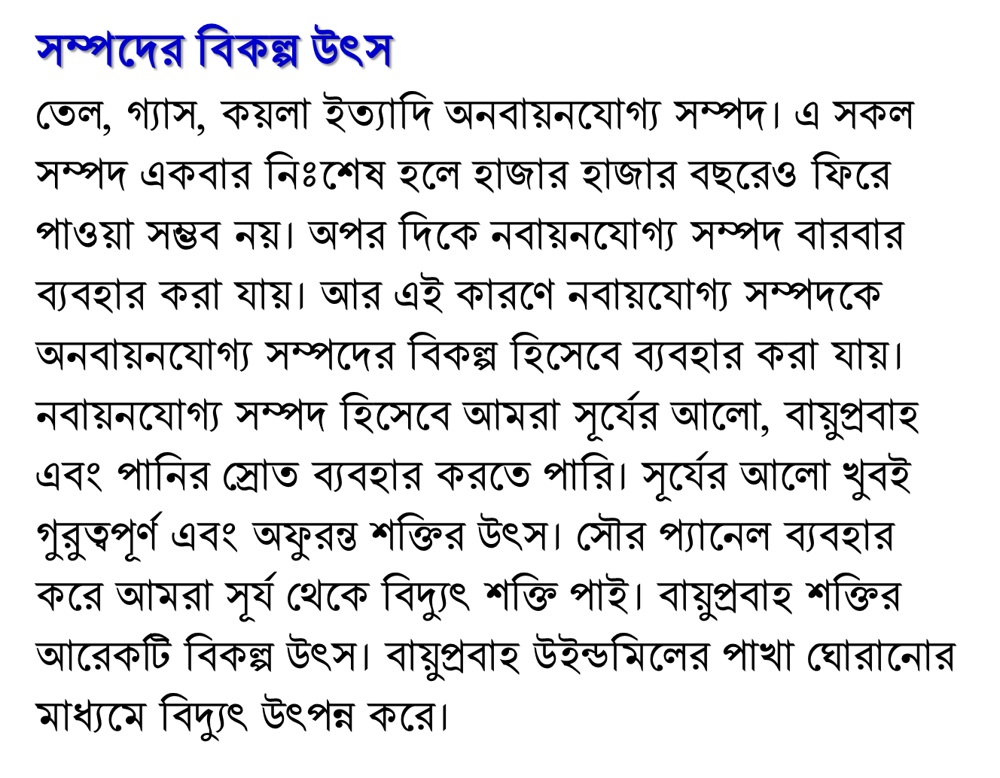 সম্পদের বিকল্প উৎস
তেল, গ্যাস, কয়লা ইত্যাদি অনবায়নযোগ্য সম্পদ। এ সকল
সম্পদ একবার নিঃশেষ হলে হাজার হাজার বছরেও ফিরে
পাওয়া সম্ভব নয়। অপর দিকে নবায়নযোগ্য সম্পদ বারবার
ব্যবহার করা যায়। আর এই কারণে নবায়যোগ্য সম্পদকে
অনবায়নযোগ্য সম্পদের বিকল্প হিসেবে ব্যবহার করা যায়।
নবায়নযোগ্য সম্পদ হিসেবে আমরা সূর্যের আলো, বায়ুপ্রবাহ
এবং পানির স্রোত ব্যবহার করতে পারি। সূর্যের আলো খুবই
গুরুত্বপূর্ণ এবং অফুরন্ত শক্তির উৎস। সৌর প্যানেল ব্যবহার
করে আমরা সূর্য থেকে বিদ্যুৎ শক্তি পাই। বায়ুপ্রবাহ শক্তির
আরেকটি বিকল্প উৎস। বায়ুপ্রবাহ উইন্ডমিলের পাখা ঘোরানোর
মাধ্যমে বিদ্যুৎ উৎপন্ন করে।